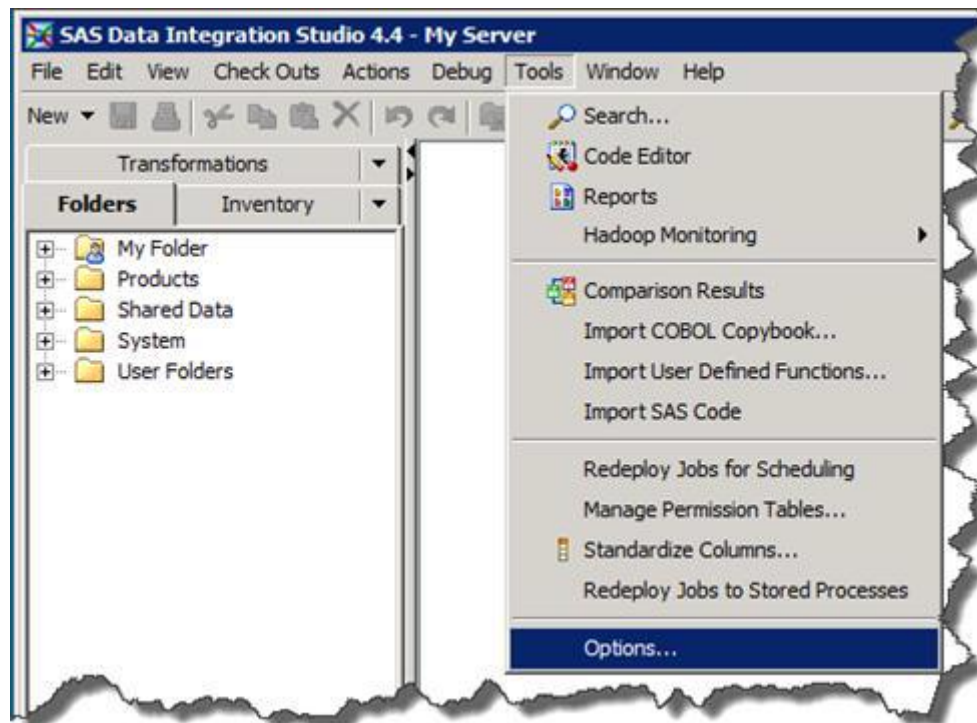 SAS Data Integration Studio 4.4 - My Server
File Edit View Check Outs Actions Debug Tools Window Help
New
Transformations
Folders Inventory
My Folder
Products
Shared Data
System
User Folders
Search...
Code Editor
Reports
Hadoop Monitoring
Comparison Results
Import COBOL Copybook...
Import User Defined Functions...
Import SAS Code
Redeploy Jobs for Scheduling
Manage Permission Tables...
Standardize Columns...
Redeploy Jobs to Stored Processes
Options...